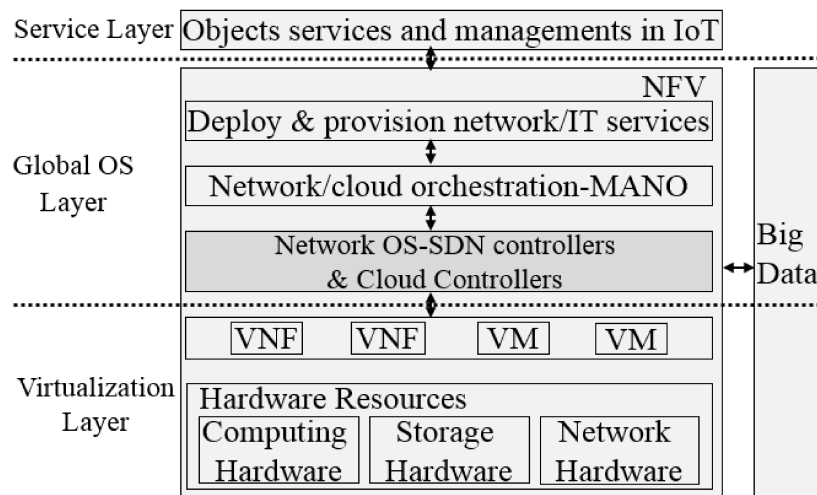 Service Layer
Objects services and managements in IoT
NFV
Deploy & provision network/IT services
Global OS
Layer
Network/cloud orchestration-MANO
Network OS-SDN controllers
& Cloud Controllers
Big
Data
VNF
VNF
VM
VM
Virtualization
Layer
Hardware Resources
Computing
Hardware
Storage
Hardware
Network
Hardware